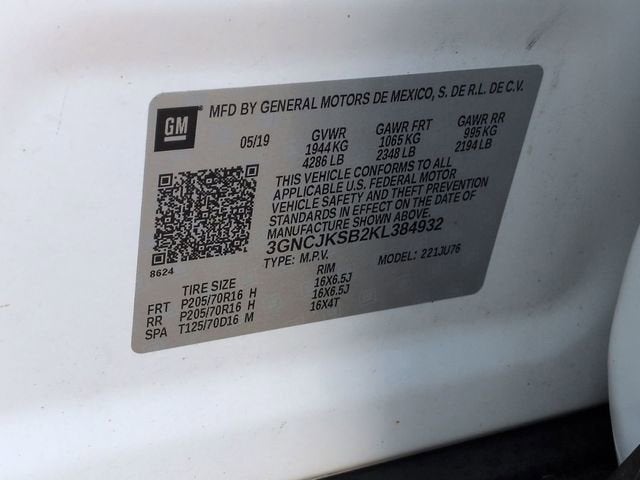 GM
MFD BY GENERAL MOTORS DE MEXICO, S. DE R.L. DE C.V.
05/19 GVWR GAWR FRT GAWR RR
1944 KG 1065 KG 995 KG
4286 LB 2348 LB 2194 LB
THIS VEHICLE CONFORMS TO ALL
APPLICABLE U.S. FEDERAL MOTOR
VEHICLE SAFETY AND THEFT PREVENTION
STANDARDS IN EFFECT ON THE DATE OF
MANUFACTURE SHOWN ABOVE.
3GNCJKSB2KL384932
8624
TYPE: M.P.V. MODEL: 221JU76
TIRE SIZE RIM
FRT P205/70R16 H 16X6.5J
RR P205/70R16 H 16X6.5J
SPA T125/70D16 M 16X4T